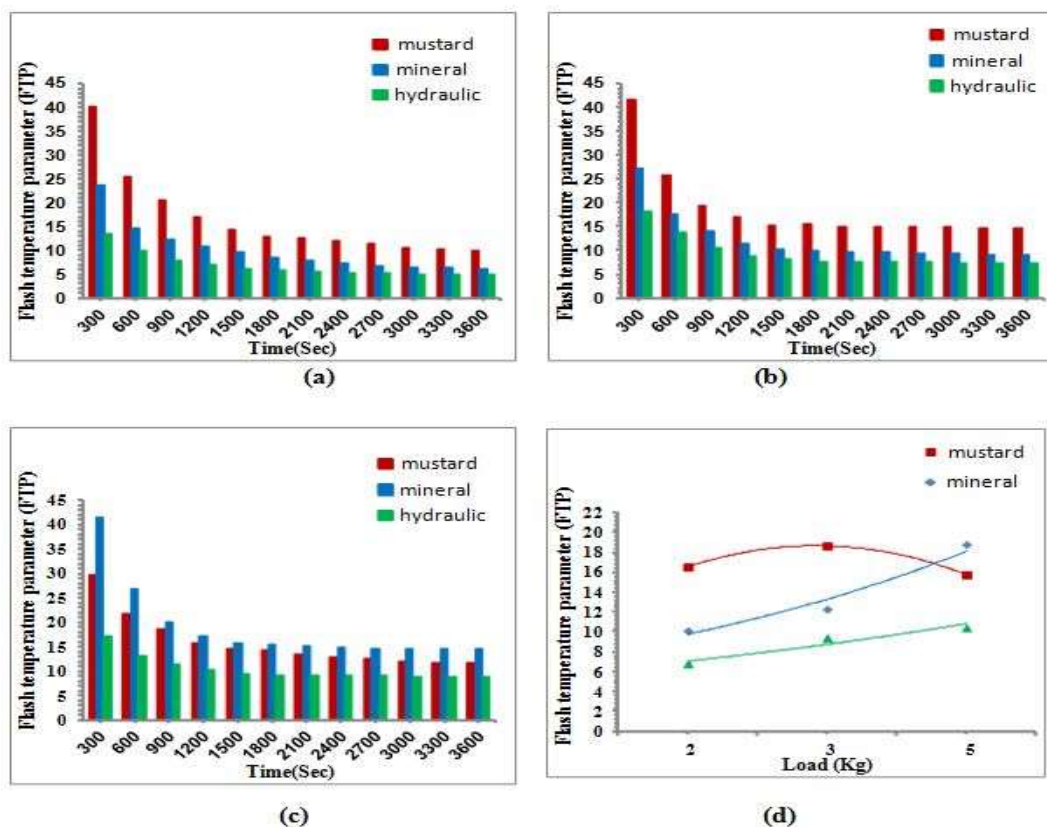 mustard
mineral
hydraulic
Flash temperature parameter (FTP)
45
40
35
30
25
20
15
10
5
0
300 600 900 1200 1500 1800 2100 2400 2700 3000 3300 3600
Time(Sec)
(a)
mustard
mineral
hydraulic
Flash temperature parameter (FTP)
45
40
35
30
25
20
15
10
5
0
300 600 900 1200 1500 1800 2100 2400 2700 3000 3300 3600
Time(Sec)
(b)
mustard
mineral
hydraulic
Flash temperature parameter (FTP)
45
40
35
30
25
20
15
10
5
0
300 600 900 1200 1500 1800 2100 2400 2700 3000 3300 3600
Time(Sec)
(c)
mustard
mineral
Flash temperature parameter (FTP)
22
20
18
16
14
12
10
8
6
4
2
0
2 3 5
Load (Kg)
(d)